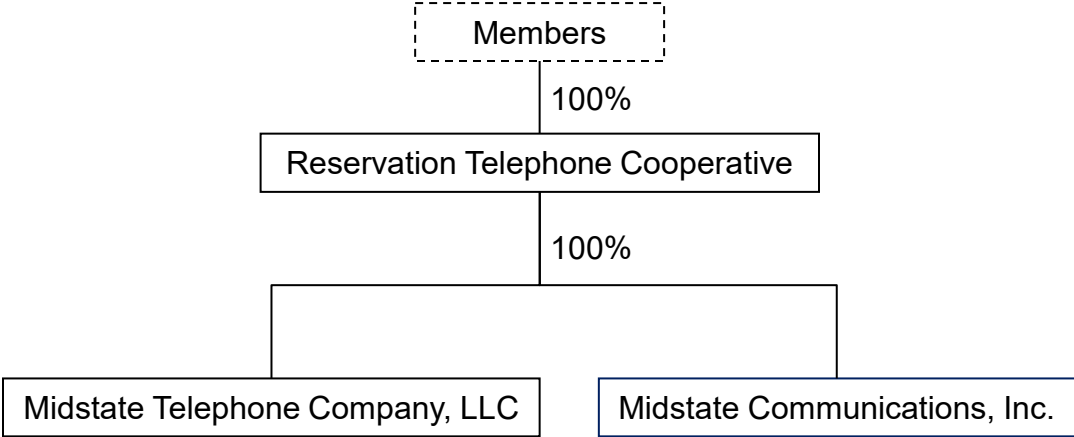 Members
100%
Reservation Telephone Cooperative
100%
Midstate Telephone Company, LLC
Midstate Communications, Inc.